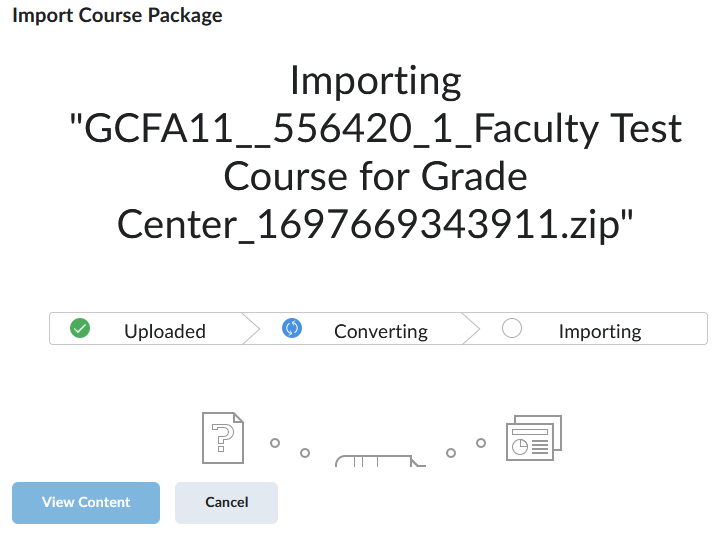 Import Course Package
Importing
"GCFA11__556420_1_Faculty Test
Course for Grade
Center_1697669343911.zip"
Uploaded
Converting
Importing
?
View Content
Cancel